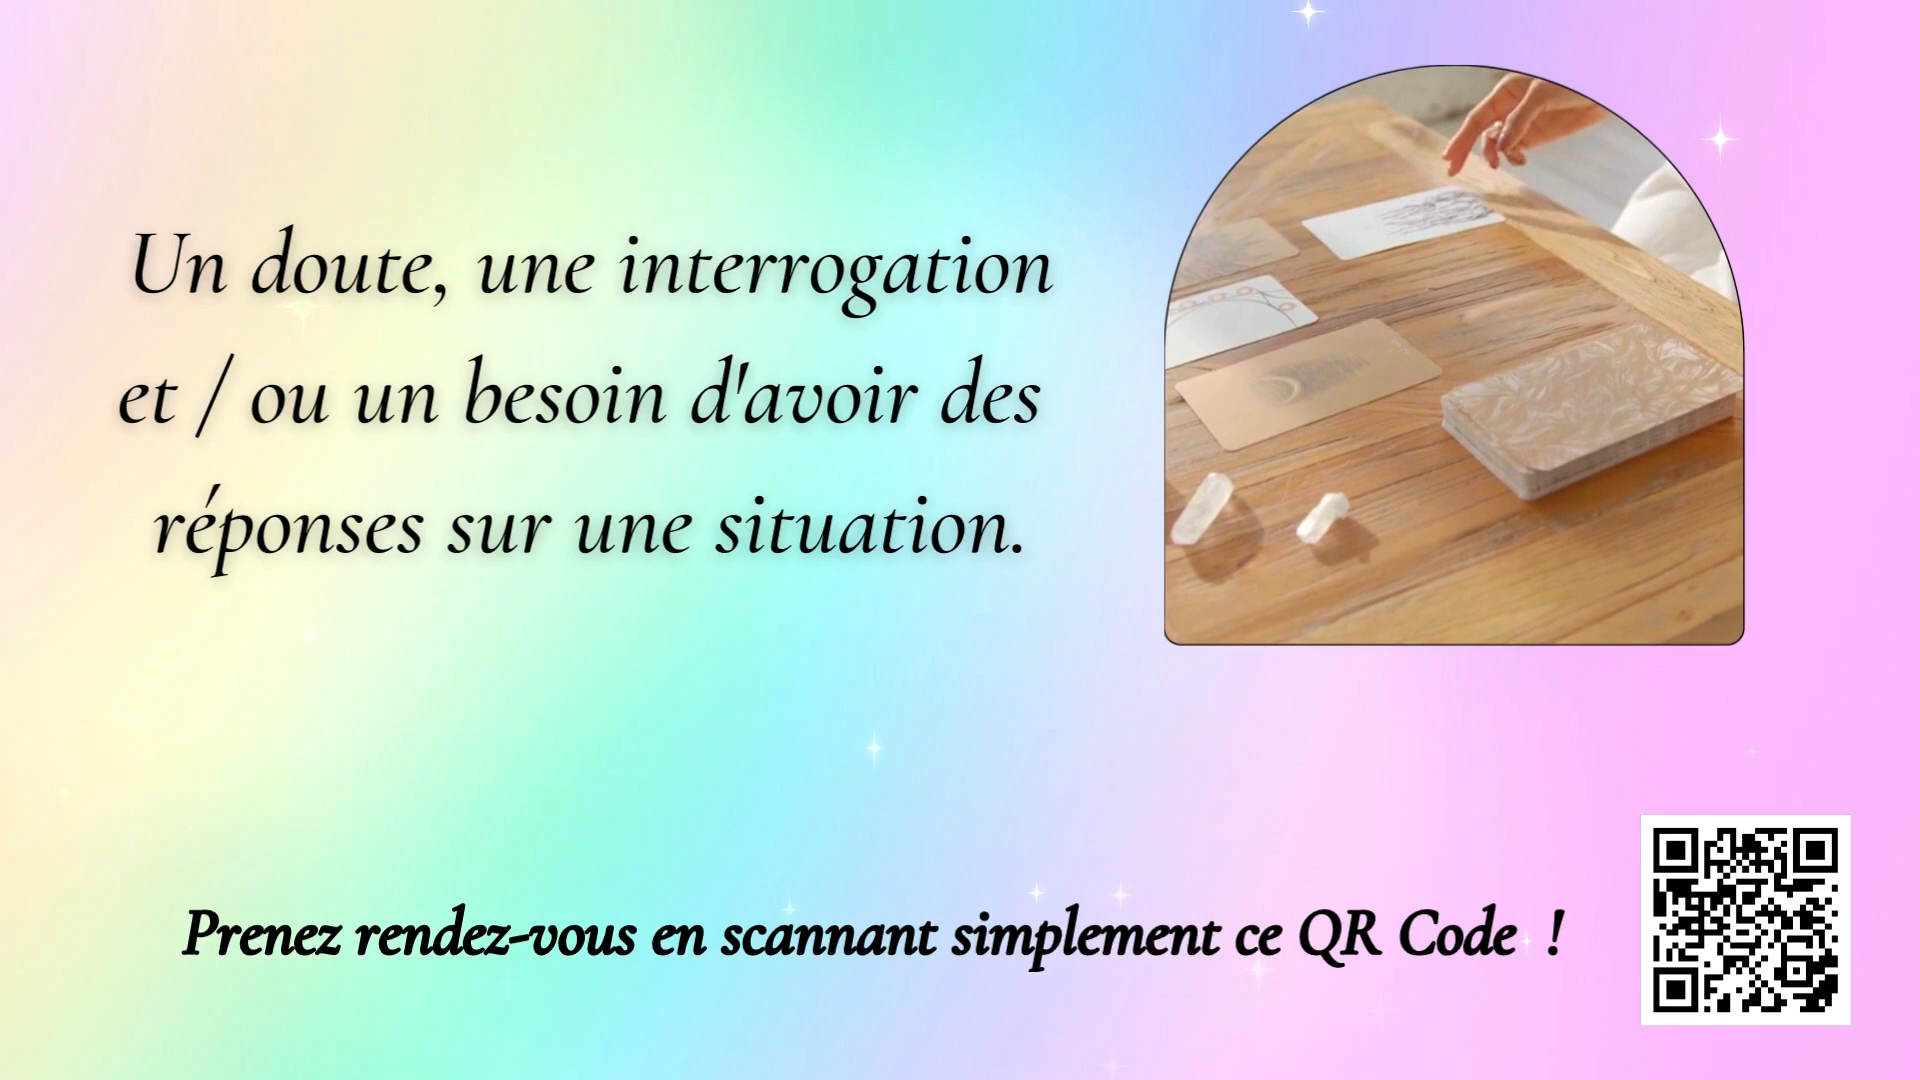 Un doute, une interrogation
et / ou un besoin d'avoir des
réponses sur une situation.
Prenez rendez-vous en scannant simplement ce QR Code !